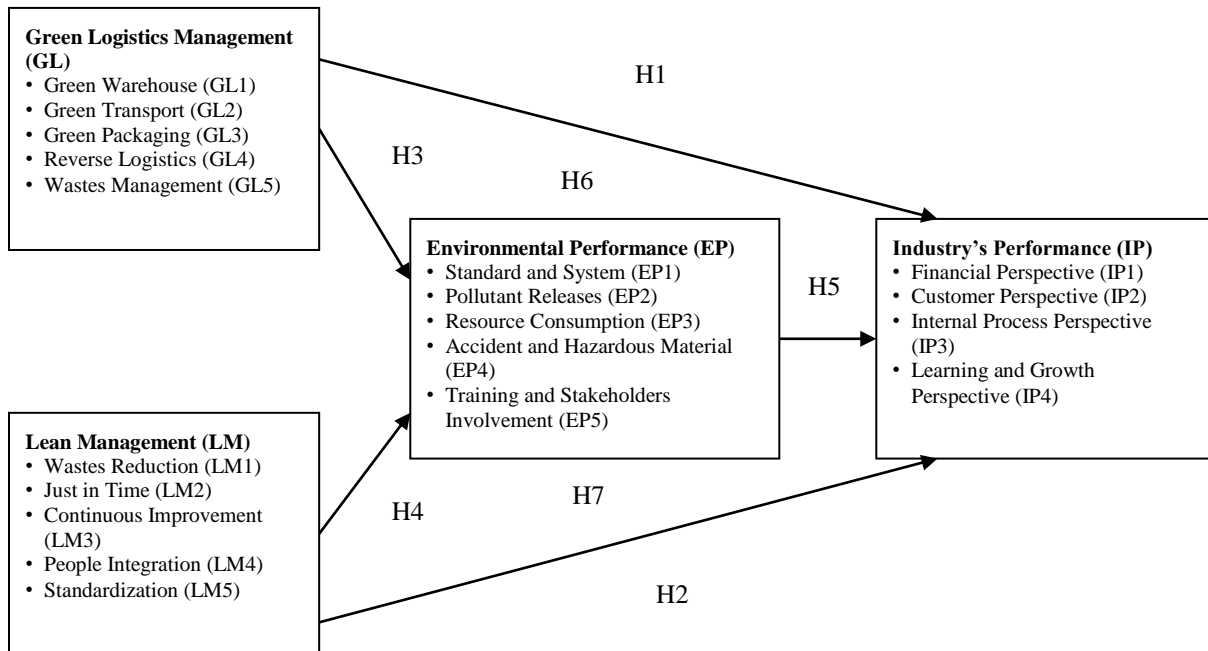 Green Logistics Management
(GL)
• Green Warehouse (GL1)
• Green Transport (GL2)
• Green Packaging (GL3)
• Reverse Logistics (GL4)
• Wastes Management (GL5)
H1
H3
H6
Environmental Performance (EP)
• Standard and System (EP1)
• Pollutant Releases (EP2)
• Resource Consumption (EP3)
• Accident and Hazardous Material
(EP4)
• Training and Stakeholders
Involvement (EP5)
H5
Industry's Performance (IP)
• Financial Perspective (IP1)
• Customer Perspective (IP2)
• Internal Process Perspective
(IP3)
• Learning and Growth
Perspective (IP4)
Lean Management (LM)
• Wastes Reduction (LM1)
• Just in Time (LM2)
• Continuous Improvement
(LM3)
• People Integration (LM4)
• Standardization (LM5)
H4
H7
H2